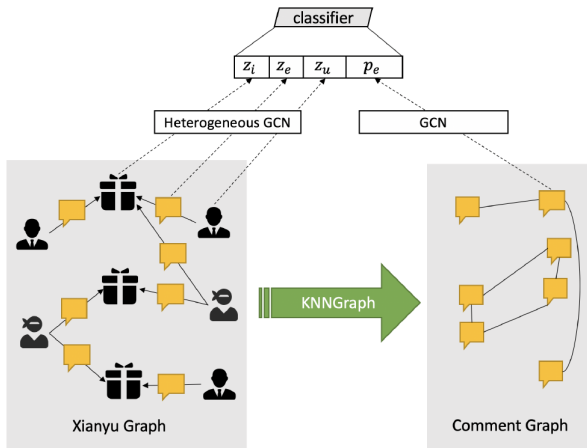 classifier
z_i z_e z_u p_e
Heterogeneous GCN
GCN
KNNGraph
Xianyu Graph
Comment Graph